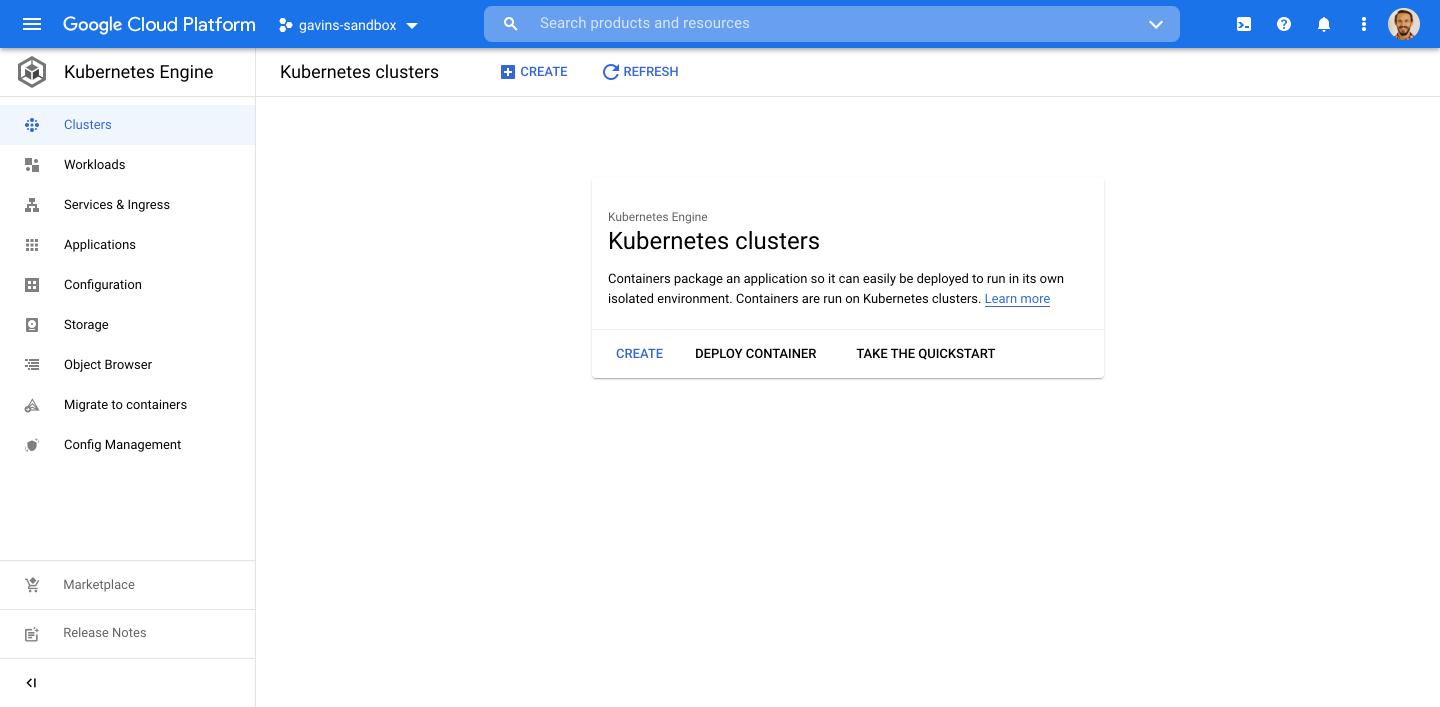 Google Cloud Platform
gavins-sandbox
Search products and resources
Kubernetes Engine
Kubernetes clusters
CREATE
REFRESH
Clusters
Workloads
Services & Ingress
Applications
Configuration
Storage
Object Browser
Migrate to containers
Config Management
Marketplace
Release Notes
Kubernetes Engine
Kubernetes clusters
Containers package an application so it can easily be deployed to run in its own
isolated environment. Containers are run on Kubernetes clusters. Learn more
CREATE
DEPLOY CONTAINER
TAKE THE QUICKSTART